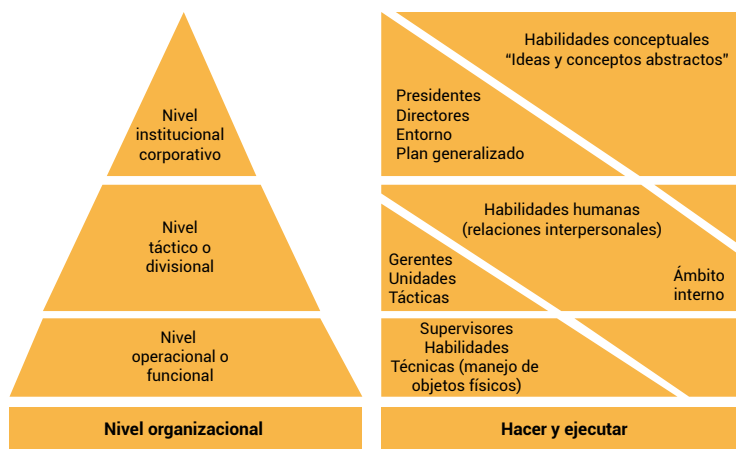 Nivel
institucional
corporativo
Nivel
táctico o
divisional
Nivel
operacional o
funcional
Nivel organizacional
Habilidades conceptuales
“Ideas y conceptos abstractos”
Presidentes
Directores
Entorno
Plan generalizado
Habilidades humanas
(relaciones interpersonales)
Gerentes
Unidades
Tácticas
Ámbito
interno
Supervisores
Habilidades
Técnicas (manejo de
objetos físicos)
Hacer y ejecutar